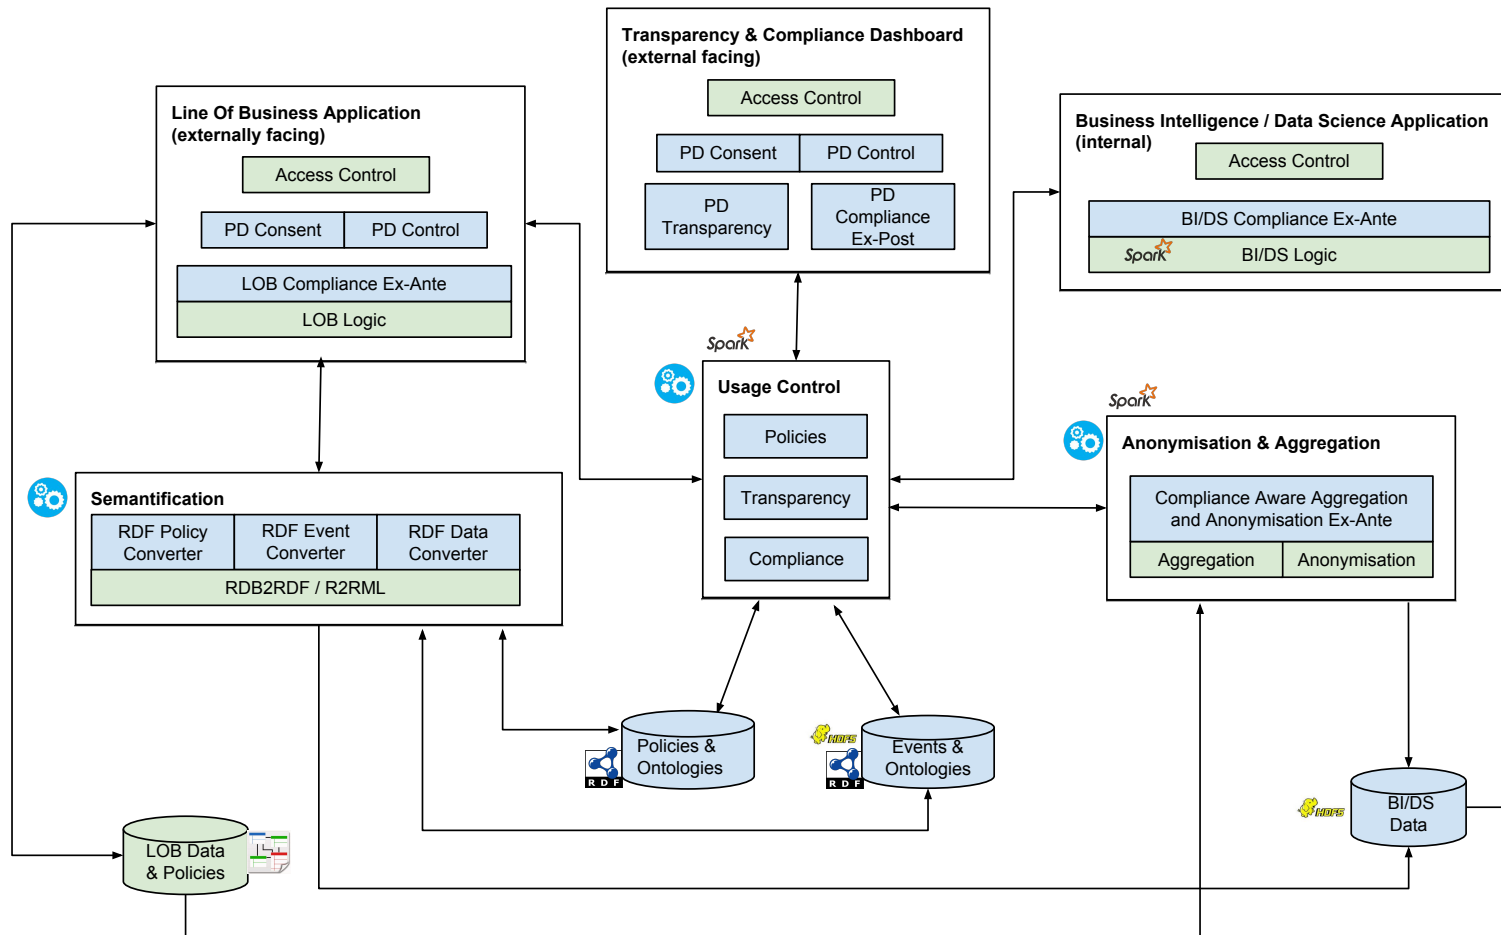 Transparency & Compliance Dashboard
(external facing)
Access Control
PD Consent
PD Control
PD
Transparency
PD
Compliance
Ex-Post
Line Of Business Application
(externally facing)
Access Control
PD Consent
PD Control
LOB Compliance Ex-Ante
LOB Logic
Business Intelligence / Data Science Application
(internal)
Access Control
BI/DS Compliance Ex-Ante
Spark
BI/DS Logic
Spark
Usage Control
Policies
Transparency
Compliance
Spark
Anonymisation & Aggregation
Compliance Aware Aggregation
and Anonymisation Ex-Ante
Aggregation
Anonymisation
Semantification
RDF Policy
Converter
RDF Event
Converter
RDF Data
Converter
RDB2RDF / R2RML
Policies &
Ontologies
RDF
HDFS
Events &
Ontologies
RDF
HDFS
BI/DS
Data
LOB Data
& Policies